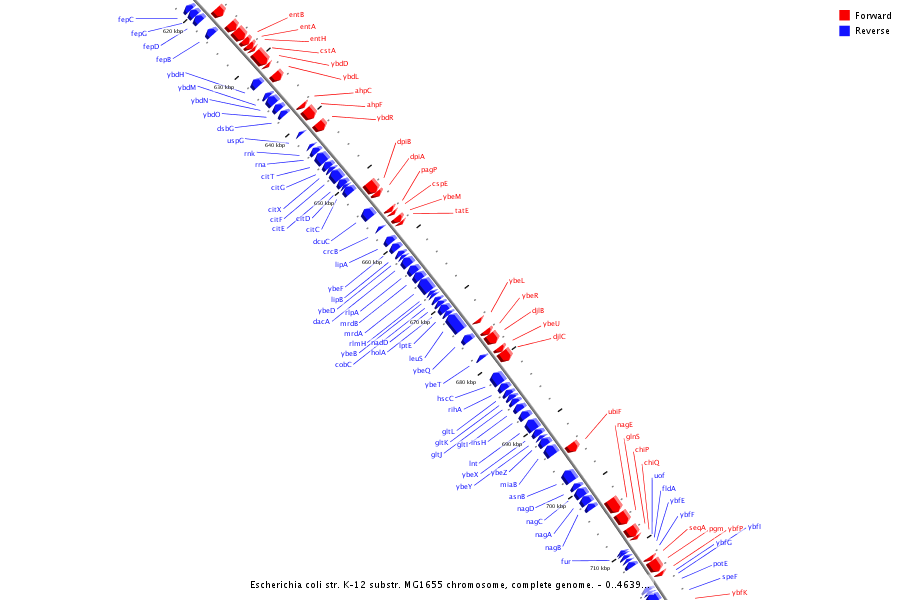 Forward
Reverse
entB
entA
entH
cstA
ybdD
ybdL
ahpC
ahpF
ybdR
dpiB
dpiA
pagP
cspE
ybeM
tatE
ybeL
ybeR
djlB
ybeU
djlC
ubiF
nagE
glnS
chiP
chiQ
uof
fldA
ybfE
ybfF
seqA
pgm
ybfP
ybfI
ybfG
potE
speF
ybfK
fepC
fepG
620 kbp
fepD
fepB
ybdH
630 kbp
ybdM
ybdN
ybdO
dsbG
uspG
640 kbp
rnk
rna
citT
citG
650 kbp
citX
citF
citD
citE
citC
dcuC
crcB
lipA
660 kbp
ybeF
lipB
ybeD
rlpA
dacA
mrdB
670 kbp
mrdA
rlmH
nadD
lptE
ybeB
holA
cobC
leuS
ybeQ
ybeT
680 kbp
hscC
rihA
gltL
gltK
gltI
insH
690 kbp
gltJ
lnt
ybeX
ybeZ
ybeY
miaB
asnB
nagD
700 kbp
nagC
nagA
nagB
fur
710 kbp
Escherichia coli str. K-12 substr. MG1655 chromosome, complete genome. - 0..4639...